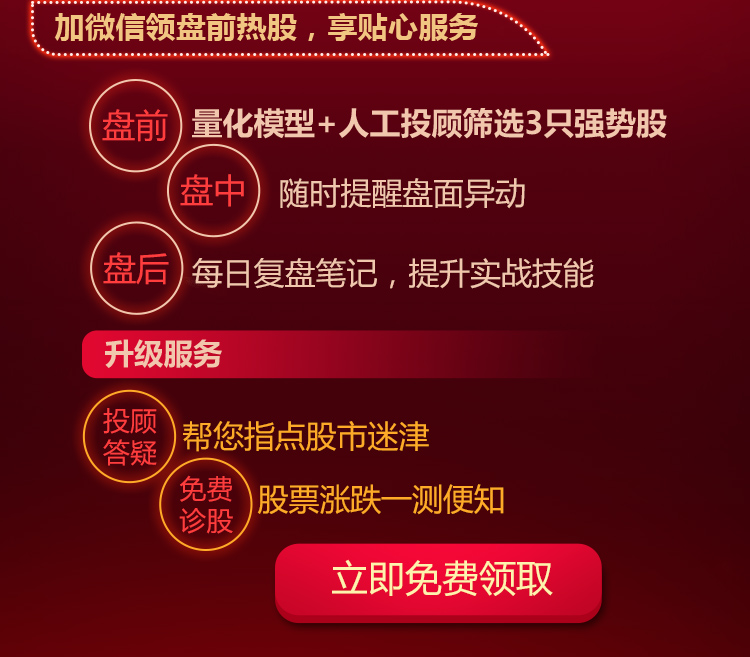 加微信领盘前热股，享贴心服务
盘前 量化模型+人工投顾筛选3只强势股
盘中 随时提醒盘面异动
盘后 每日复盘笔记，提升实战技能
升级服务
投顾
答疑
帮您指点股市迷津
免费
诊股
股票涨跌一测便知
立即免费领取